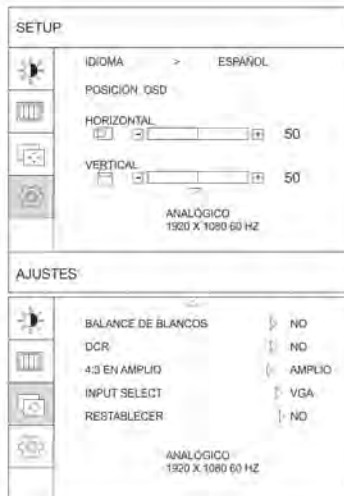 SETUP
IDIOMA > ESPAÑOL
POSICIÓN OSD
HORIZONTAL
50
VERTICAL
50
ANALÓGICO
1920 X 1080 60 HZ
AJUSTES
BALANCE DE BLANCOS NO
DCR NO
4:3 EN AMPLIO AMPLIO
INPUT SELECT VGA
RESTABLECER NO
ANALÓGICO
1920 X 1080 60 HZ